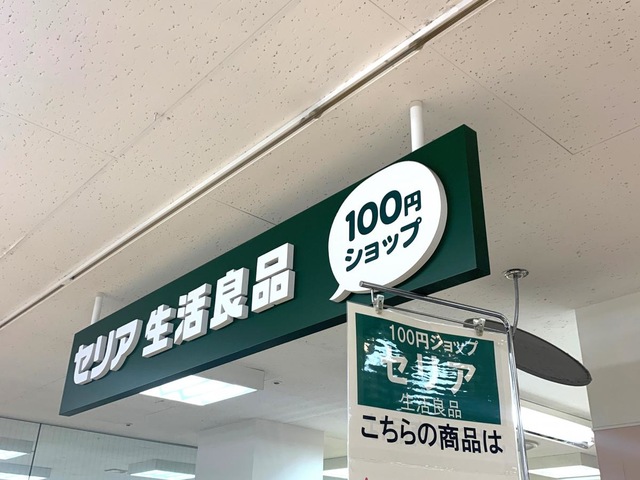 セリア 生活良品
100円
ショップ
100円ショップ
セリア
生活良品
こちらの商品は